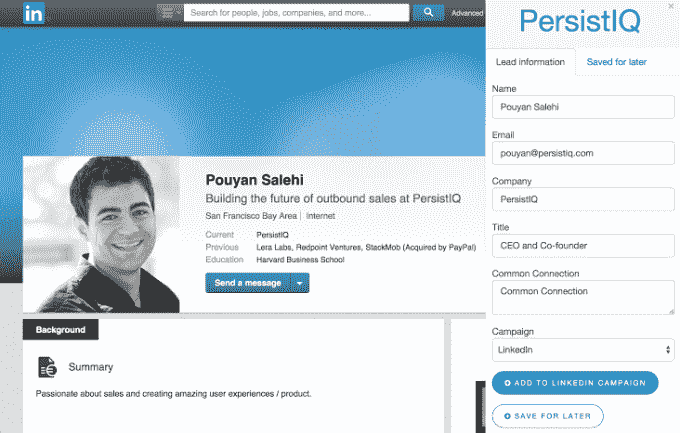 in
Search for people, jobs, companies, and more...
Advanced
Pouyan Salehi
Building the future of outbound sales at PersistIQ
San Francisco Bay Area | Internet
Current PersistIQ
Previous Lera Labs, Redpoint Ventures, StackMob (Acquired by PayPal)
Education Harvard Business School
Send a message
Background
Summary
Passionate about sales and creating amazing user experiences / product.
PersistIQ
Lead information Saved for later
Name
Pouyan Salehi
Email
pouyan@persistiq.com
Company
PersistIQ
Title
CEO and Co-founder
Common Connection
Common Connection
Campaign
LinkedIn
ADD TO LINKEDIN CAMPAIGN
SAVE FOR LATER